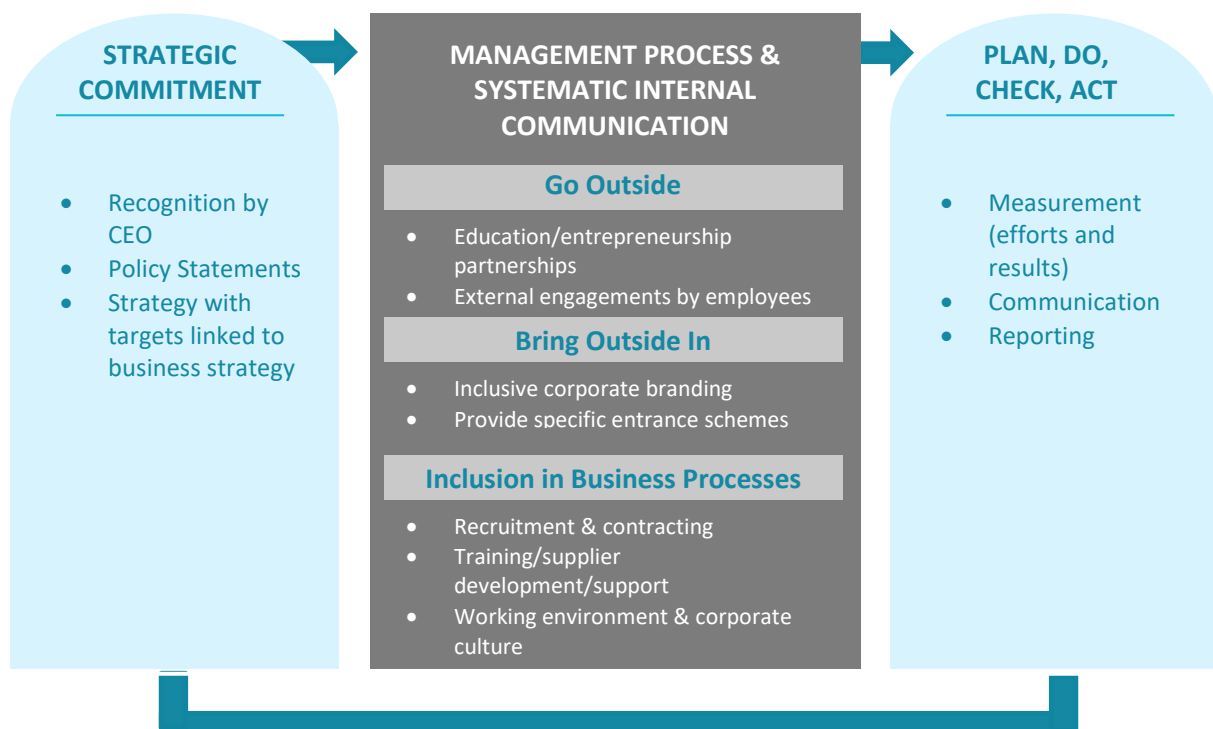 STRATEGIC
COMMITMENT
• Recognition by
CEO
• Policy Statements
• Strategy with
targets linked to
business strategy
MANAGEMENT PROCESS &
SYSTEMATIC INTERNAL
COMMUNICATION
Go Outside
• Education/entrepreneurship
partnerships
• External engagements by employees
Bring Outside In
• Inclusive corporate branding
• Provide specific entrance schemes
Inclusion in Business Processes
• Recruitment & contracting
• Training/supplier
development/support
• Working environment & corporate
culture
PLAN, DO,
CHECK, ACT
• Measurement
(efforts and
results)
• Communication
• Reporting